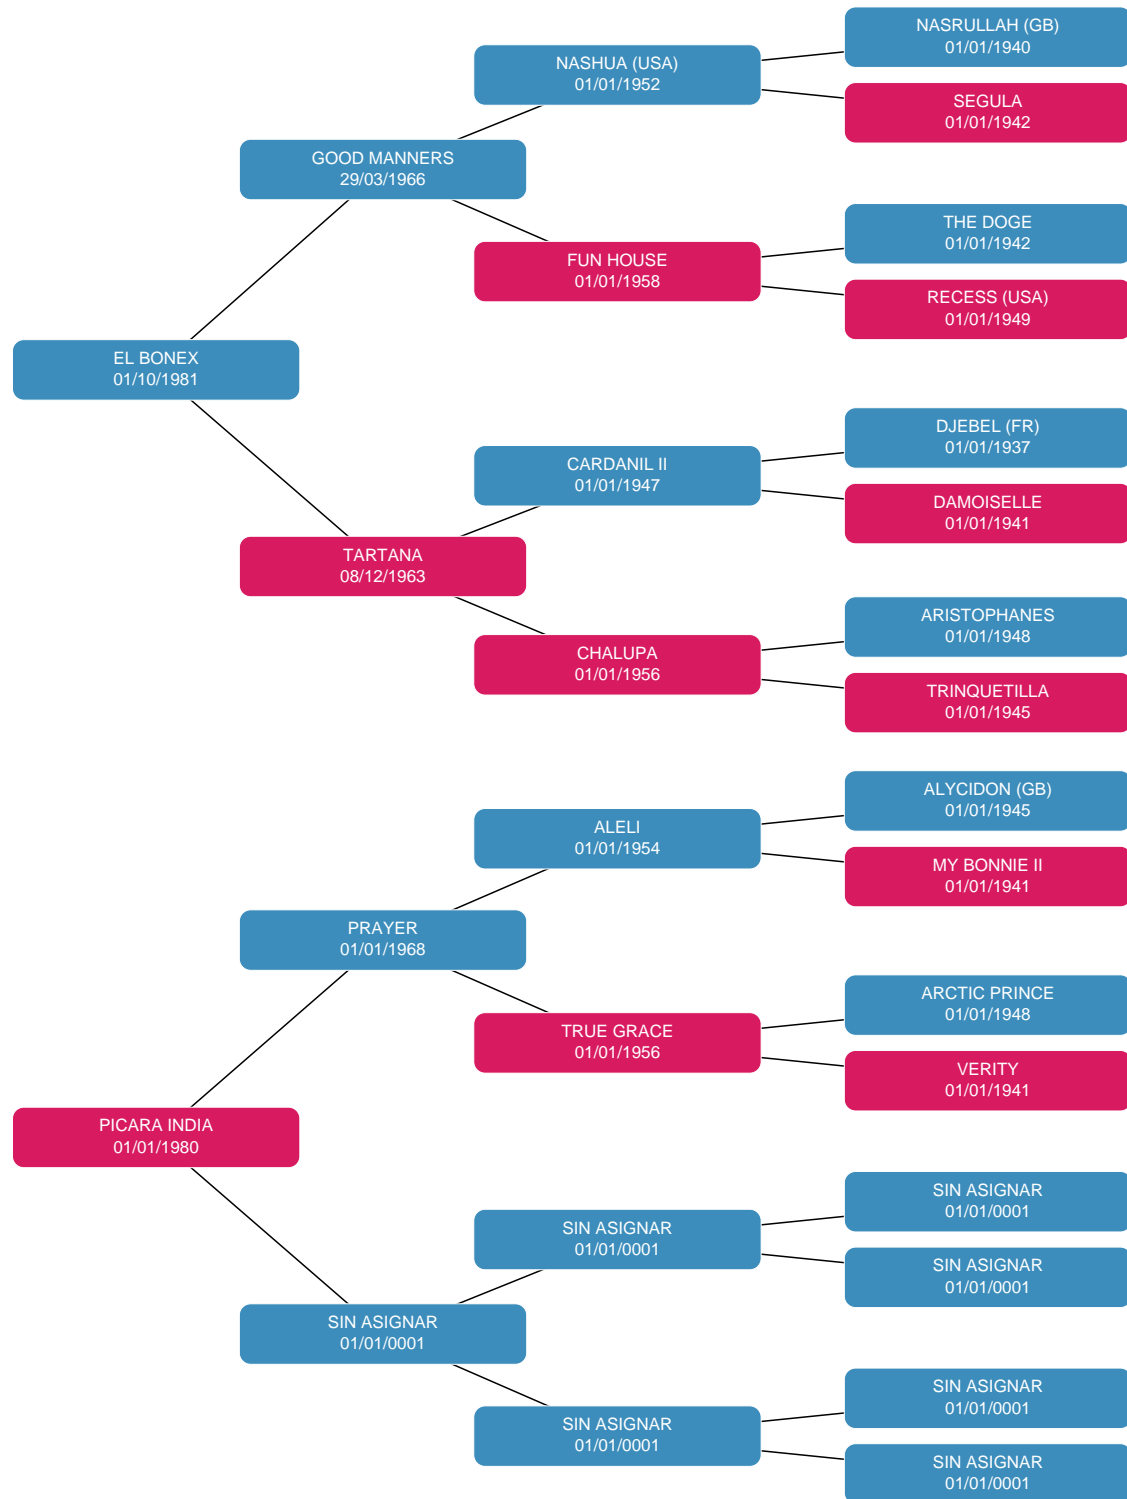 NASRULLAH (GB)
01/01/1940
NASHUA (USA)
01/01/1952
SEGULA
01/01/1942
GOOD MANNERS
29/03/1966
THE DOGE
01/01/1942
FUN HOUSE
01/01/1958
RECESS (USA)
01/01/1949
EL BONEX
01/10/1981
DJEBEL (FR)
01/01/1937
CARDANIL II
01/01/1947
DAMOISELLE
01/01/1941
TARTANA
08/12/1963
ARISTOPHANES
01/01/1948
CHALUPA
01/01/1956
TRINQUETILLA
01/01/1945
ALYCIDON (GB)
01/01/1945
ALELI
01/01/1954
MY BONNIE II
01/01/1941
PRAYER
01/01/1968
ARCTIC PRINCE
01/01/1948
TRUE GRACE
01/01/1956
VERITY
01/01/1941
PICARA INDIA
01/01/1980
SIN ASIGNAR
01/01/0001
SIN ASIGNAR
01/01/0001
SIN ASIGNAR
01/01/0001
SIN ASIGNAR
01/01/0001
SIN ASIGNAR
01/01/0001
SIN ASIGNAR
01/01/0001
SIN ASIGNAR
01/01/0001